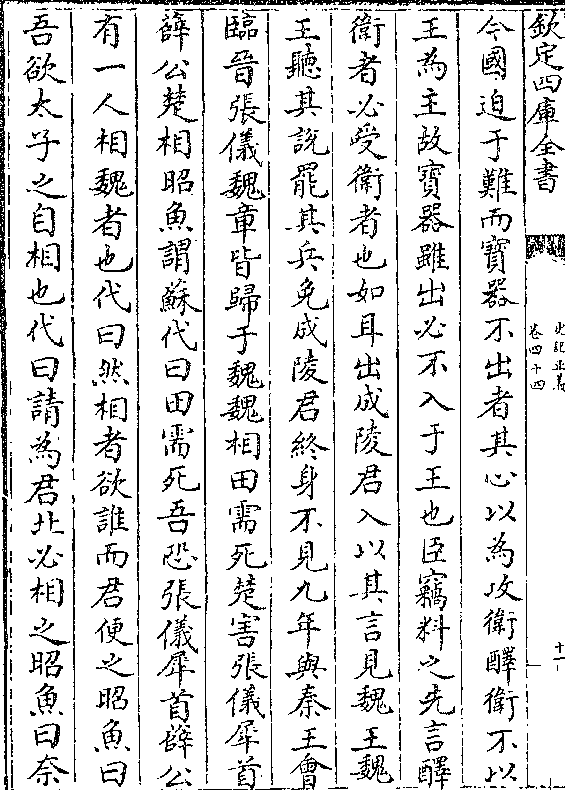 欽定四庫全書
史記正義
卷四十四
十一
今國迫于難而寶器不出者其心以為攻衛醳衛不以
王為主故寶器雖出必不入于王也臣竊料之先言醳
衛者必受衛者也如耳出成陵君入以其言見魏王魏
王聽其說罷其兵免成陵君終身不見九年與秦王會
臨晉張儀魏章皆歸于魏魏相田需死楚害張儀犀首
薛公楚相昭魚謂蘇代曰田需死吾恐張儀犀首薛公
有一人相魏者也代曰然相者欲誰而君便之昭魚曰
吾欲太子之自相也代曰請為君北必相之昭魚曰奈